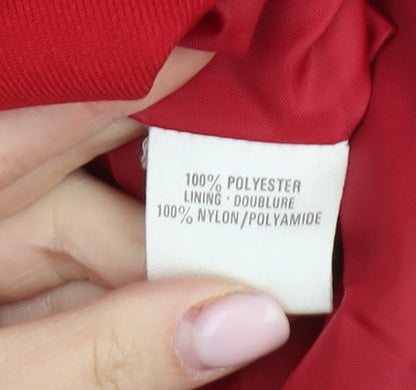 100% POLYESTER
LINING · DOUBLURE
100% NYLON/POLYAMIDE